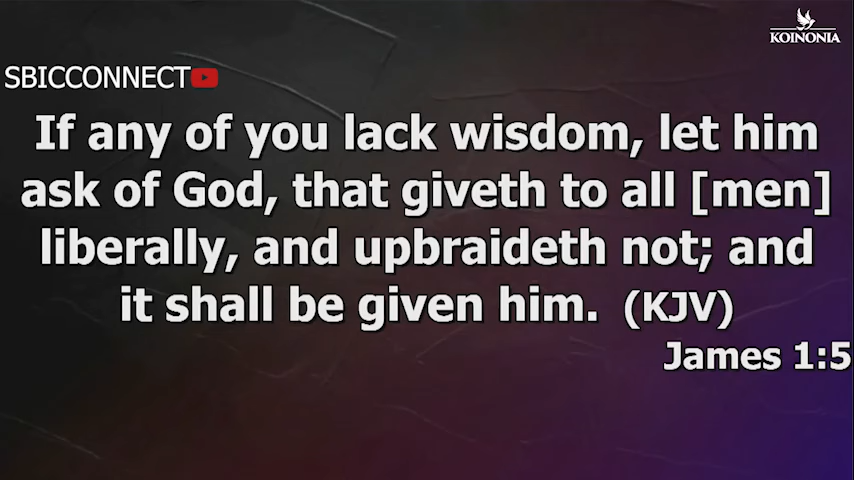 KOINONIA
SBICCONNECT
If any of you lack wisdom, let him
ask of God, that giveth to all [men]
liberally, and upbraideth not; and
it shall be given him. (KJV)
James 1:5